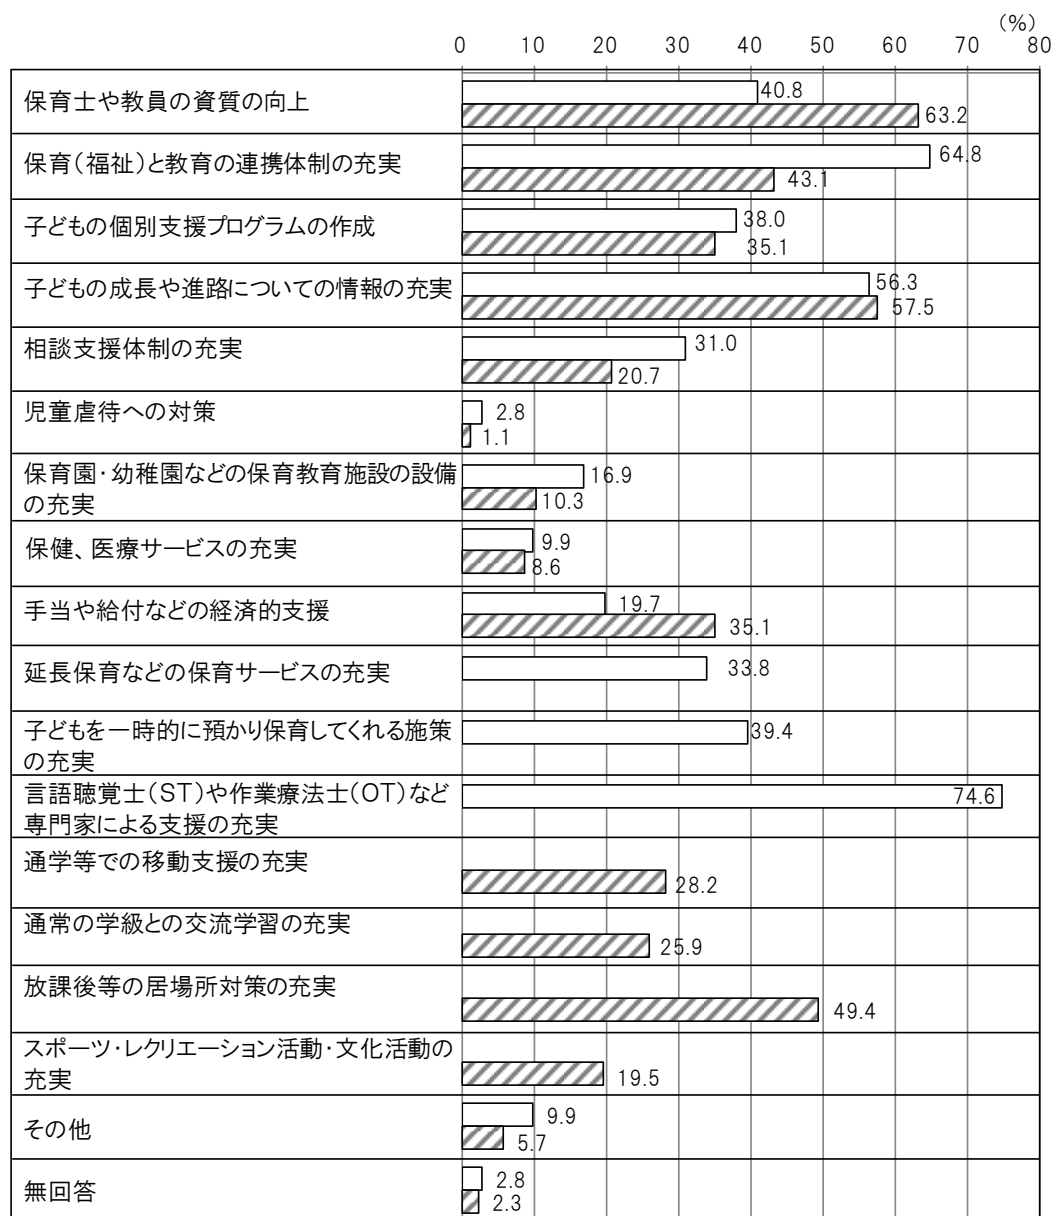 (%)
0 10 20 30 40 50 60 70 80
保育士や教員の資質の向上
40.8
63.2
保育(福祉)と教育の連携体制の充実
64.8
43.1
子どもの個別支援プログラムの作成
38.0
35.1
子どもの成長や進路についての情報の充実
56.3
57.5
相談支援体制の充実
31.0
20.7
児童虐待への対策
2.8
1.1
保育園・幼稚園などの保育教育施設の設備
の充実
16.9
10.3
保健、医療サービスの充実
9.9
8.6
手当や給付などの経済的支援
19.7
35.1
延長保育などの保育サービスの充実
33.8
子どもを一時的に預かり保育してくれる施策
の充実
39.4
言語聴覚士(ST)や作業療法士(OT)など
専門家による支援の充実
74.6
通学等での移動支援の充実
28.2
通常の学級との交流学習の充実
25.9
放課後等の居場所対策の充実
49.4
スポーツ・レクリエーション活動・文化活動の
充実
19.5
その他
9.9
5.7
無回答
2.8
2.3